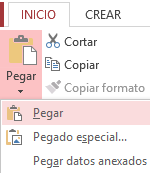 INICIO CREAR
Cortar
Copiar
Pegar
Copiar formato
Pegar
Pegado especial...
Pegar datos anexados